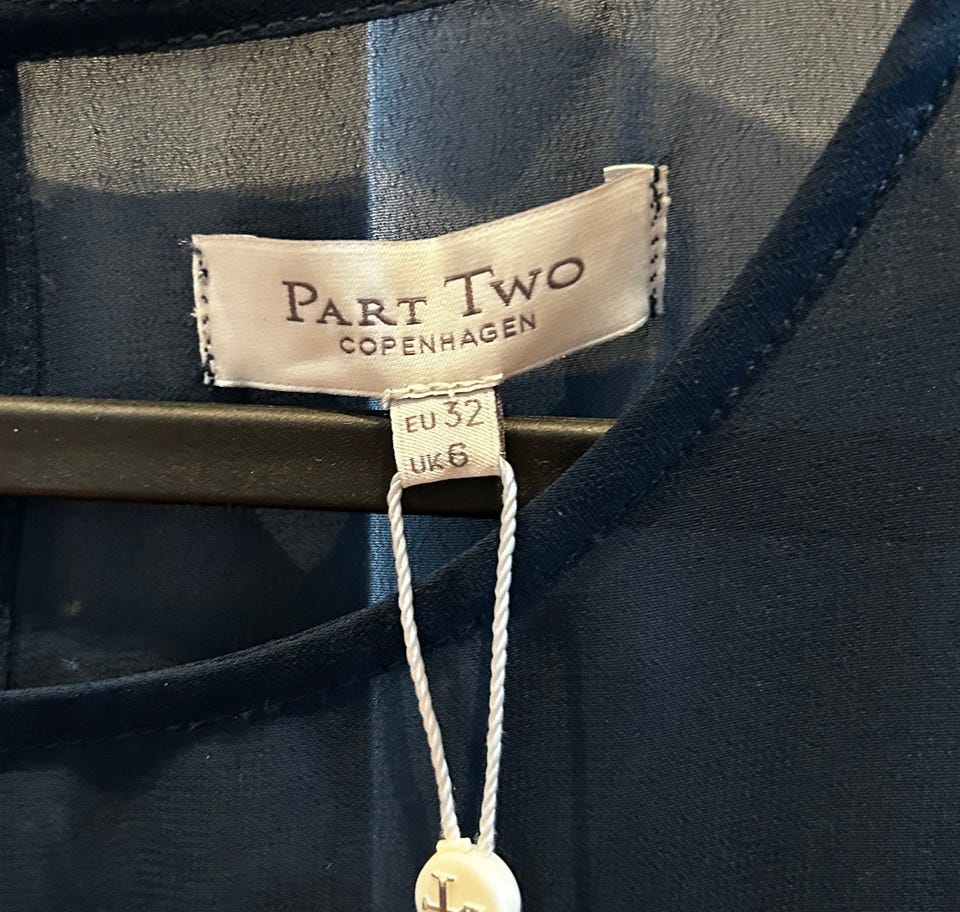 PART TWO
COPENHAGEN
EU 32
UK 6